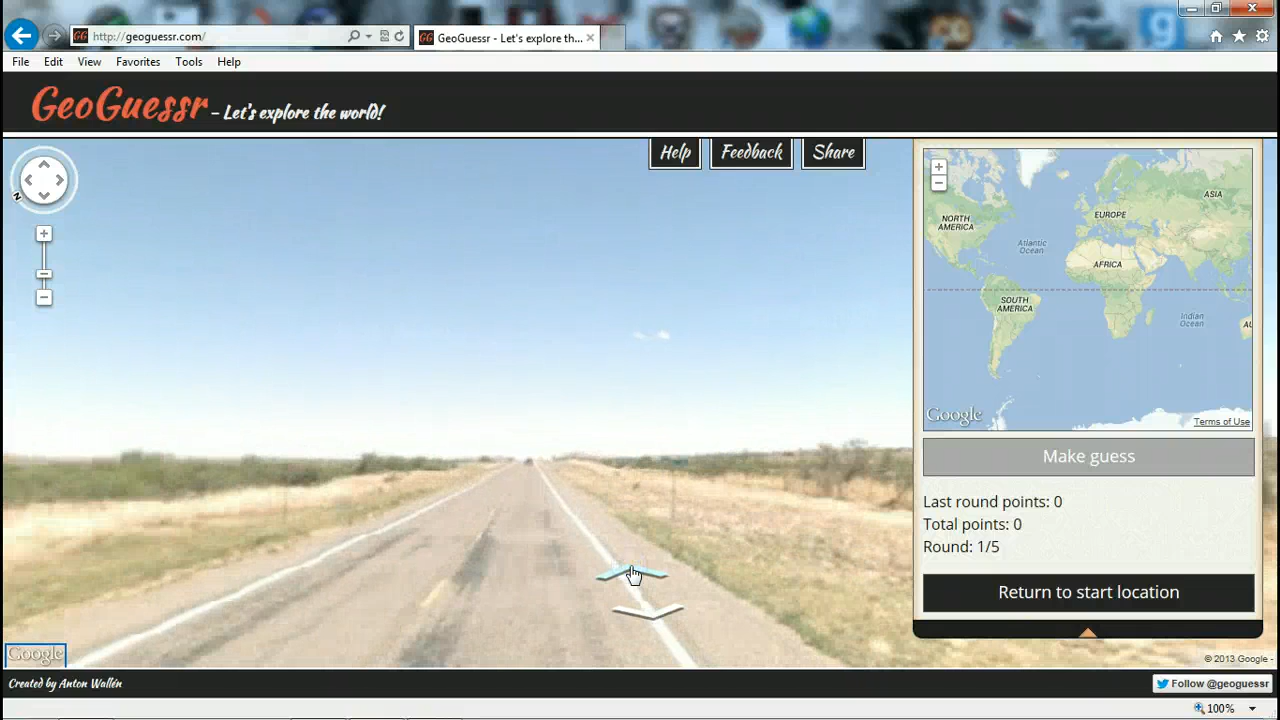 http://geoguessr.com/
GeoGuessr - Let's explore th...
File Edit View Favorites Tools Help
GeoGuessr - Let's explore the world!
Help Feedback Share
N
NORTH AMERICA
EUROPE
ASIA
Atlantic Ocean
AFRICA
SOUTH AMERICA
Indian Ocean
AU
Google
Terms of Use
Make guess
Last round points: 0
Total points: 0
Round: 1/5
Return to start location
Google
© 2013 Google -
Created by Anton Wallén
Follow @geoguessr
100%